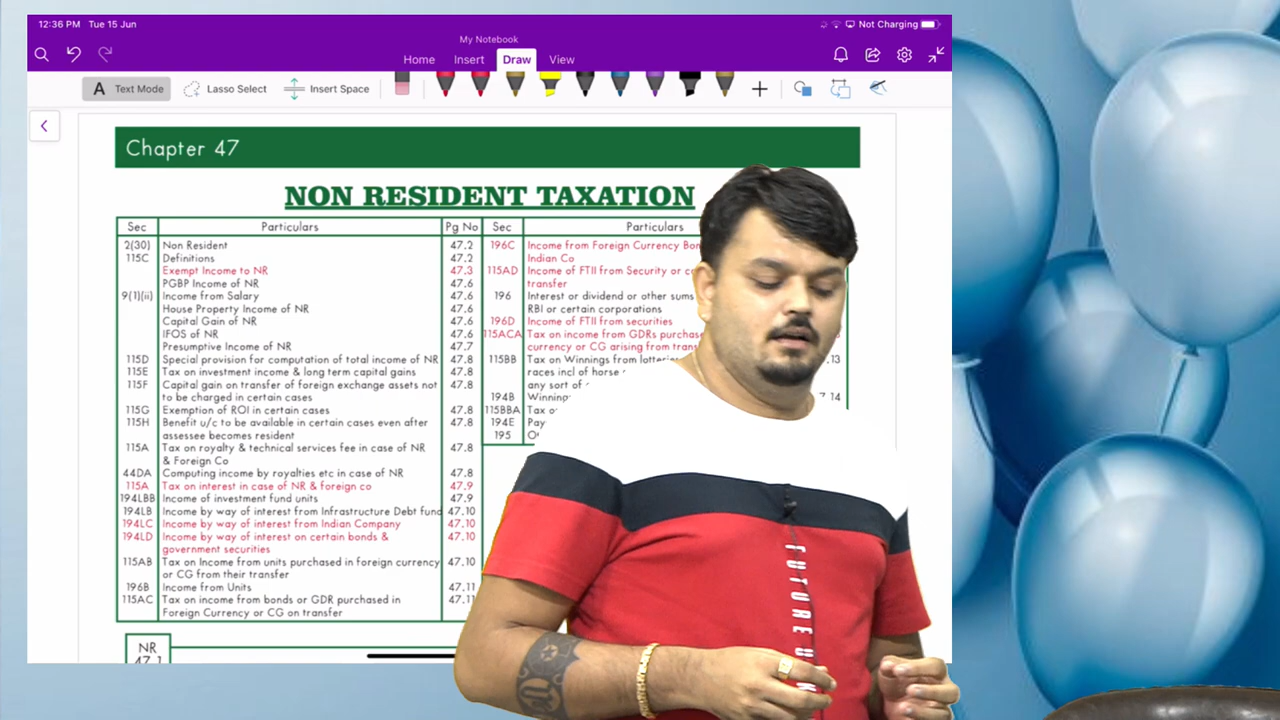 12:36 PM Tue 15 Jun
Not Charging
My Notebook
Home Insert Draw View
A Text Mode Lasso Select Insert Space
Chapter 47
NON RESIDENT TAXATION
Sec Particulars Pg No
2(30) Non Resident 47.2
115C Definitions 47.2
Exempt Income to NR 47.3
PGBP Income of NR 47.6
9(1)(ii) Income from Salary 47.6
House Property Income of NR 47.6
Capital Gain of NR 47.6
IFOS of NR 47.6
Presumptive Income of NR 47.7
115D Special provision for computation of total income of NR 47.8
115E Tax on investment income & long term capital gains 47.8
115F Capital gain on transfer of foreign exchange assets not 47.8
to be charged in certain cases
115G Exemption of ROI in certain cases 47.8
115H Benefit u/c to be available in certain cases even after 47.8
assessee becomes resident
115A Tax on royalty & technical services fee in case of NR 47.8
& Foreign Co
44DA Computing income by royalties etc in case of NR 47.8
115A Tax on interest in case of NR & foreign co 47.9
194LBB Income of investment fund units 47.9
194LB Income by way of interest from Infrastructure Debt fund 47.10
194LC Income by way of interest from Indian Company 47.10
194LD Income by way of interest on certain bonds & 47.10
government securities
115AB Tax on Income from units purchased in foreign currency 47.10
or CG from their transfer
196B Income from Units 47.11
115AC Tax on income from bonds or GDR purchased in 47.11
Foreign Currency or CG on transfer
Sec Particulars
196C Income from Foreign Currency
Indian Co
115AD Income of FTII from Security or
transfer
196 Interest or dividend or other sums
RBI or certain corporations
196D Income of FTII from securities
115ACA Tax on income from GDRs
currency or CG arising from
115BB Tax on Winnings from .13
races incl of horse
any sort of
194B 7.14
115BBA Tax
194E
195
NR
47.1
FUTURE